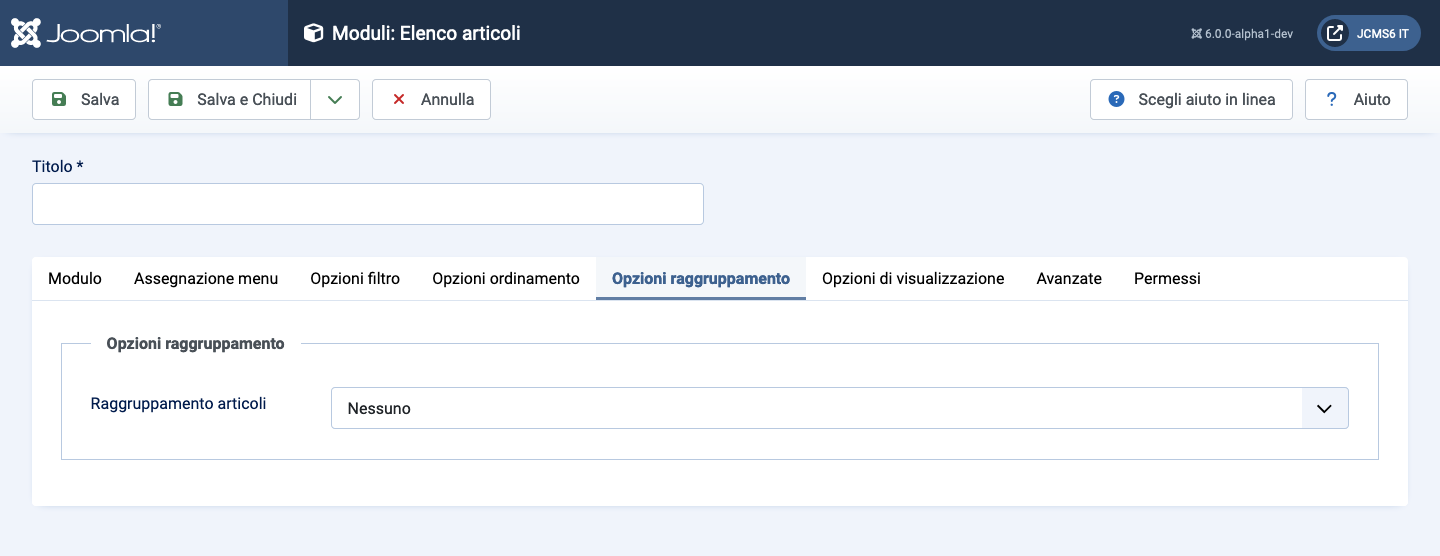 Joomla!®
Moduli: Elenco articoli
6.0.0-alpha1-dev
JCMS6 IT
Salva
Salva e Chiudi
Annulla
Scegli aiuto in linea
? Aiuto
Titolo *
Modulo
Assegnazione menu
Opzioni filtro
Opzioni ordinamento
Opzioni raggruppamento
Opzioni di visualizzazione
Avanzate
Permessi
Opzioni raggruppamento
Raggruppamento articoli
Nessuno